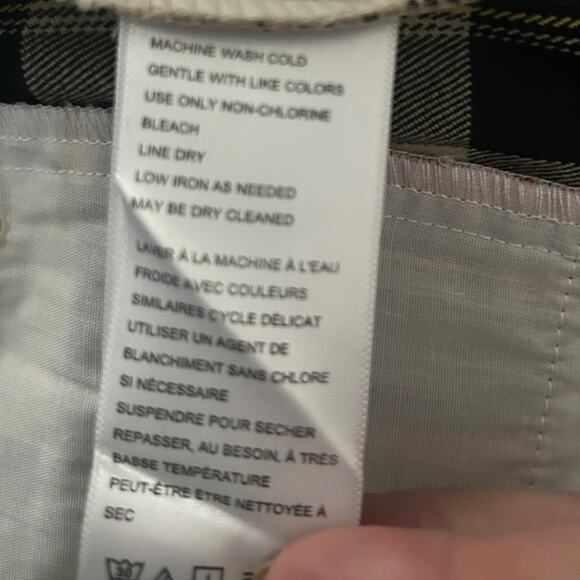 MACHINE WASH COLD
GENTLE WITH LIKE COLORS
USE ONLY NON-CHLORINE
BLEACH
LINE DRY
LOW IRON AS NEEDED
MAY BE DRY CLEANED
LAVER À LA MACHINE À L'EAU
FROIDE AVEC COULEURS
SIMILAIRES CYCLE DÉLICAT
UTILISER UN AGENT DE
BLANCHIMENT SANS CHLORE
SI NÉCESSAIRE
SUSPENDRE POUR SECHER
REPASSER, AU BESOIN, À TRÈS
BASSE TEMPÉRATURE
PEUT-ÊTRE ÊTRE NETTOYÉE À
SEC
30